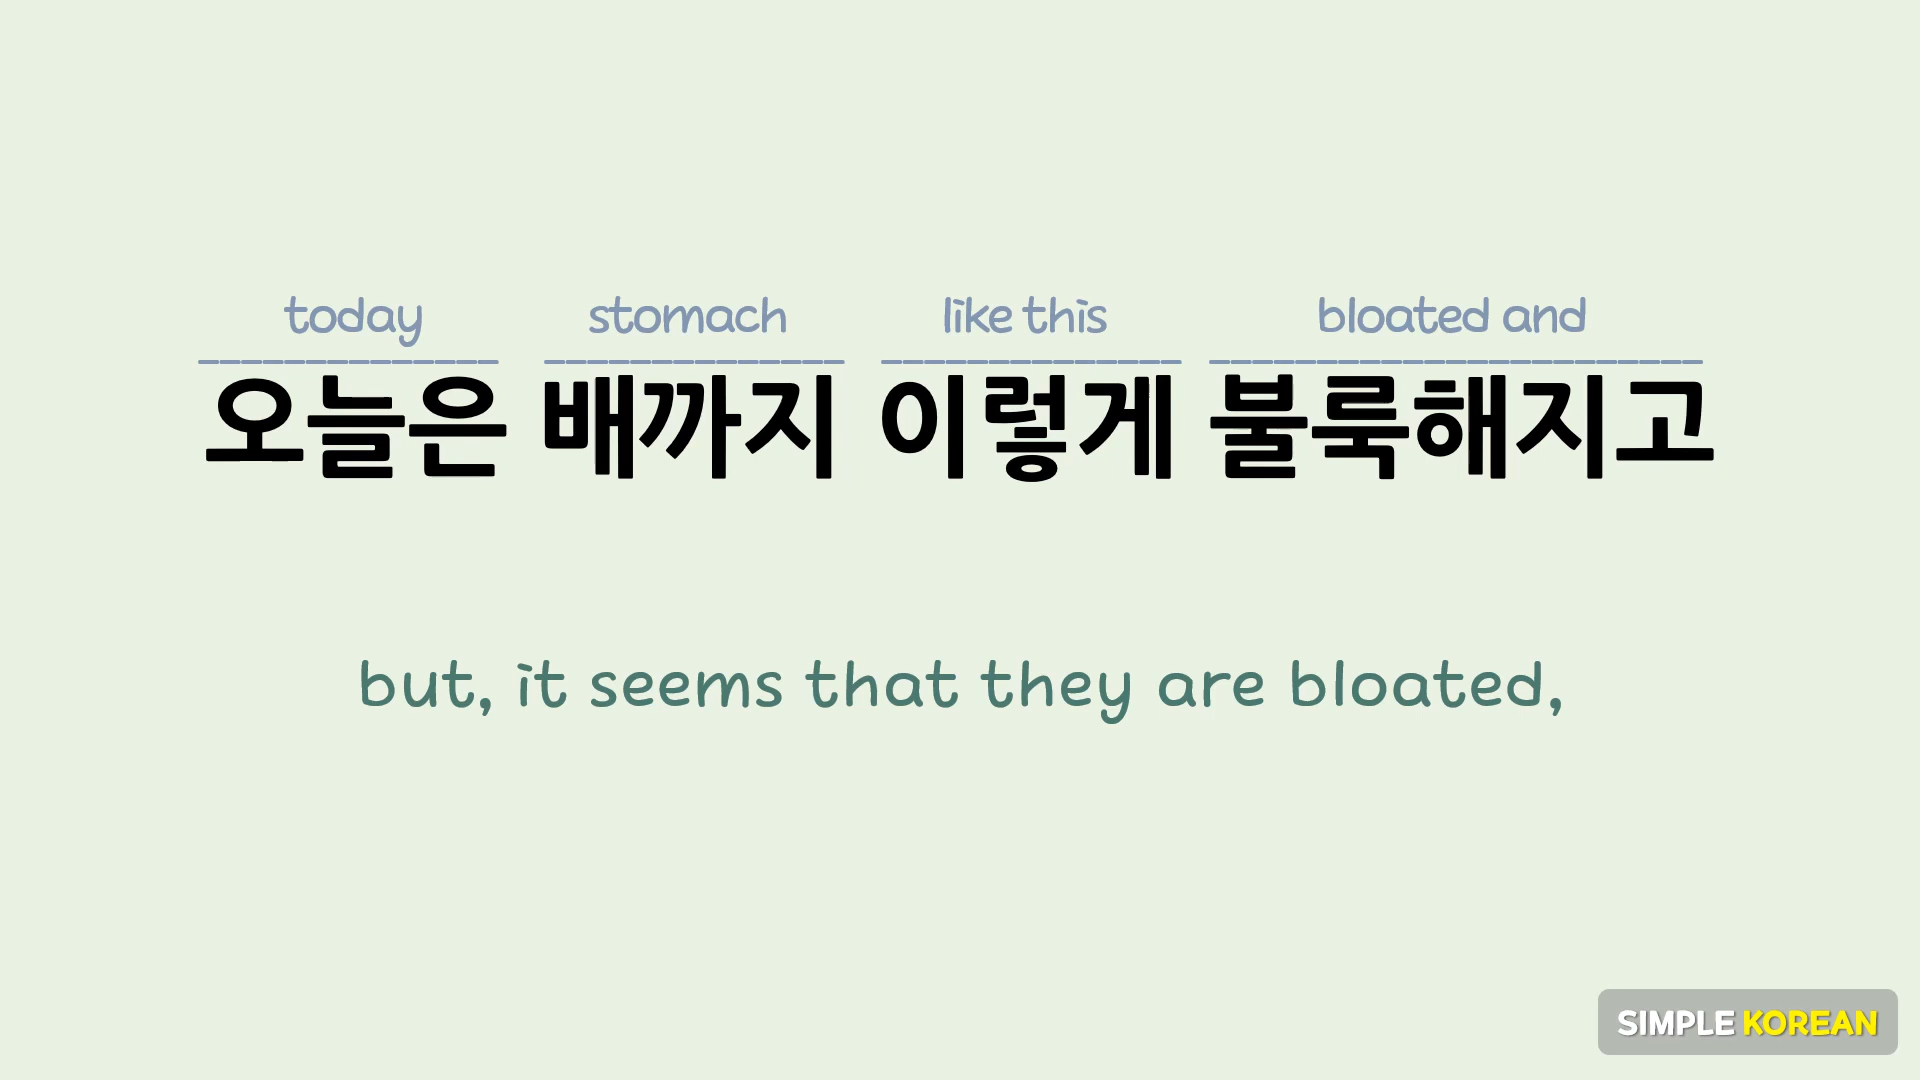 today stomach like this bloated and
오늘은 배까지 이렇게 불룩해지고
but, it seems that they are bloated,
SIMPLE KOREAN